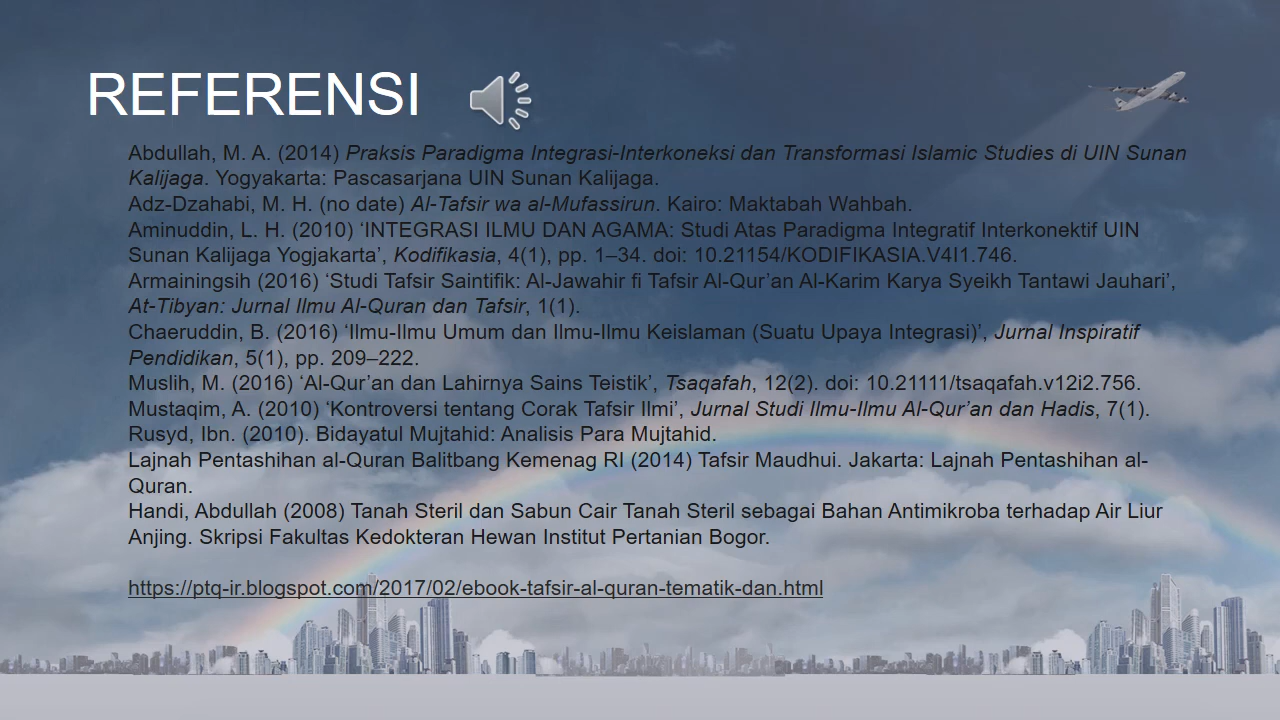 REFERENSI
Abdullah, M. A. (2014) Praksis Paradigma Integrasi-Interkoneksi dan Transformasi Islamic Studies di UIN Sunan
Kalijaga. Yogyakarta: Pascasarjana UIN Sunan Kalijaga.
Adz-Dzahabi, M. H. (no date) Al-Tafsir wa al-Mufassirun. Kairo: Maktabah Wahbah.
Aminuddin, L. H. (2010) ‘INTEGRASI ILMU DAN AGAMA: Studi Atas Paradigma Integratif Interkonektif UIN
Sunan Kalijaga Yogjakarta’, Kodifikasia, 4(1), pp. 1–34. doi: 10.21154/KODIFIKASIA.V4I1.746.
Armainingsih (2016) ‘Studi Tafsir Saintifik: Al-Jawahir fi Tafsir Al-Qur’an Al-Karim Karya Syeikh Tantawi Jauhari’,
At-Tibyan: Jurnal Ilmu Al-Quran dan Tafsir, 1(1).
Chaeruddin, B. (2016) ‘Ilmu-Ilmu Umum dan Ilmu-Ilmu Keislaman (Suatu Upaya Integrasi)’, Jurnal Inspiratif
Pendidikan, 5(1), pp. 209–222.
Muslih, M. (2016) ‘Al-Qur’an dan Lahirnya Sains Teistik’, Tsaqafah, 12(2). doi: 10.21111/tsaqafah.v12i2.756.
Mustaqim, A. (2010) ‘Kontroversi tentang Corak Tafsir Ilmi’, Jurnal Studi Ilmu-Ilmu Al-Qur’an dan Hadis, 7(1).
Rusyd, Ibn. (2010). Bidayatul Mujtahid: Analisis Para Mujtahid.
Lajnah Pentashihan al-Quran Balitbang Kemenag RI (2014) Tafsir Maudhui. Jakarta: Lajnah Pentashihan al-
Quran.
Handi, Abdullah (2008) Tanah Steril dan Sabun Cair Tanah Steril sebagai Bahan Antimikroba terhadap Air Liur
Anjing. Skripsi Fakultas Kedokteran Hewan Institut Pertanian Bogor.
https://ptq-ir.blogspot.com/2017/02/ebook-tafsir-al-quran-tematik-dan.html